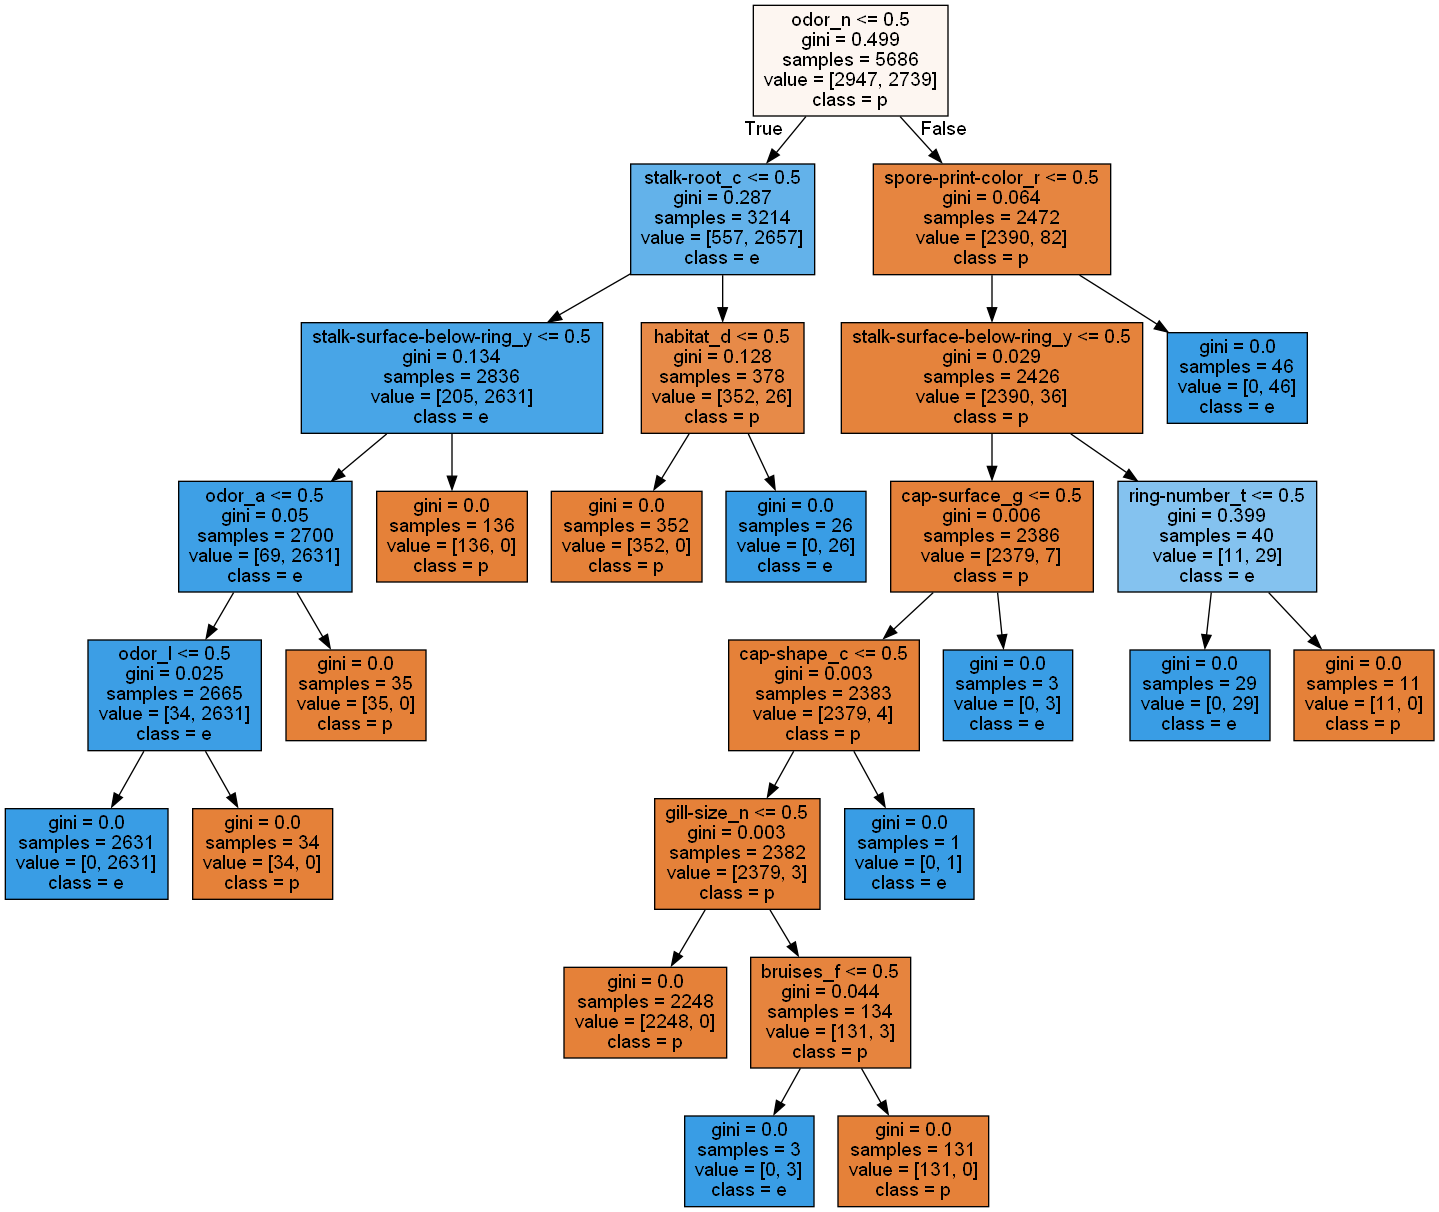 odor_n <= 0.5
gini = 0.499
samples = 5686
value = [2947, 2739]
class = p
True
False
stalk-root_c <= 0.5
gini = 0.287
samples = 3214
value = [557, 2657]
class = e
spore-print-color_r <= 0.5
gini = 0.064
samples = 2472
value = [2390, 82]
class = p
stalk-surface-below-ring_y <= 0.5
gini = 0.134
samples = 2836
value = [205, 2631]
class = e
habitat_d <= 0.5
gini = 0.128
samples = 378
value = [352, 26]
class = p
stalk-surface-below-ring_y <= 0.5
gini = 0.029
samples = 2426
value = [2390, 36]
class = p
gini = 0.0
samples = 46
value = [0, 46]
class = e
odor_a <= 0.5
gini = 0.05
samples = 2700
value = [69, 2631]
class = e
gini = 0.0
samples = 136
value = [136, 0]
class = p
gini = 0.0
samples = 352
value = [352, 0]
class = p
gini = 0.0
samples = 26
value = [0, 26]
class = e
cap-surface_g <= 0.5
gini = 0.006
samples = 2386
value = [2379, 7]
class = p
ring-number_t <= 0.5
gini = 0.399
samples = 40
value = [11, 29]
class = e
odor_l <= 0.5
gini = 0.025
samples = 2665
value = [34, 2631]
class = e
gini = 0.0
samples = 35
value = [35, 0]
class = p
cap-shape_c <= 0.5
gini = 0.003
samples = 2383
value = [2379, 4]
class = p
gini = 0.0
samples = 3
value = [0, 3]
class = e
gini = 0.0
samples = 29
value = [0, 29]
class = e
gini = 0.0
samples = 11
value = [11, 0]
class = p
gini = 0.0
samples = 2631
value = [0, 2631]
class = e
gini = 0.0
samples = 34
value = [34, 0]
class = p
gill-size_n <= 0.5
gini = 0.003
samples = 2382
value = [2379, 3]
class = p
gini = 0.0
samples = 1
value = [0, 1]
class = e
gini = 0.0
samples = 2248
value = [2248, 0]
class = p
bruises_f <= 0.5
gini = 0.044
samples = 134
value = [131, 3]
class = p
gini = 0.0
samples = 3
value = [0, 3]
class = e
gini = 0.0
samples = 131
value = [131, 0]
class = p